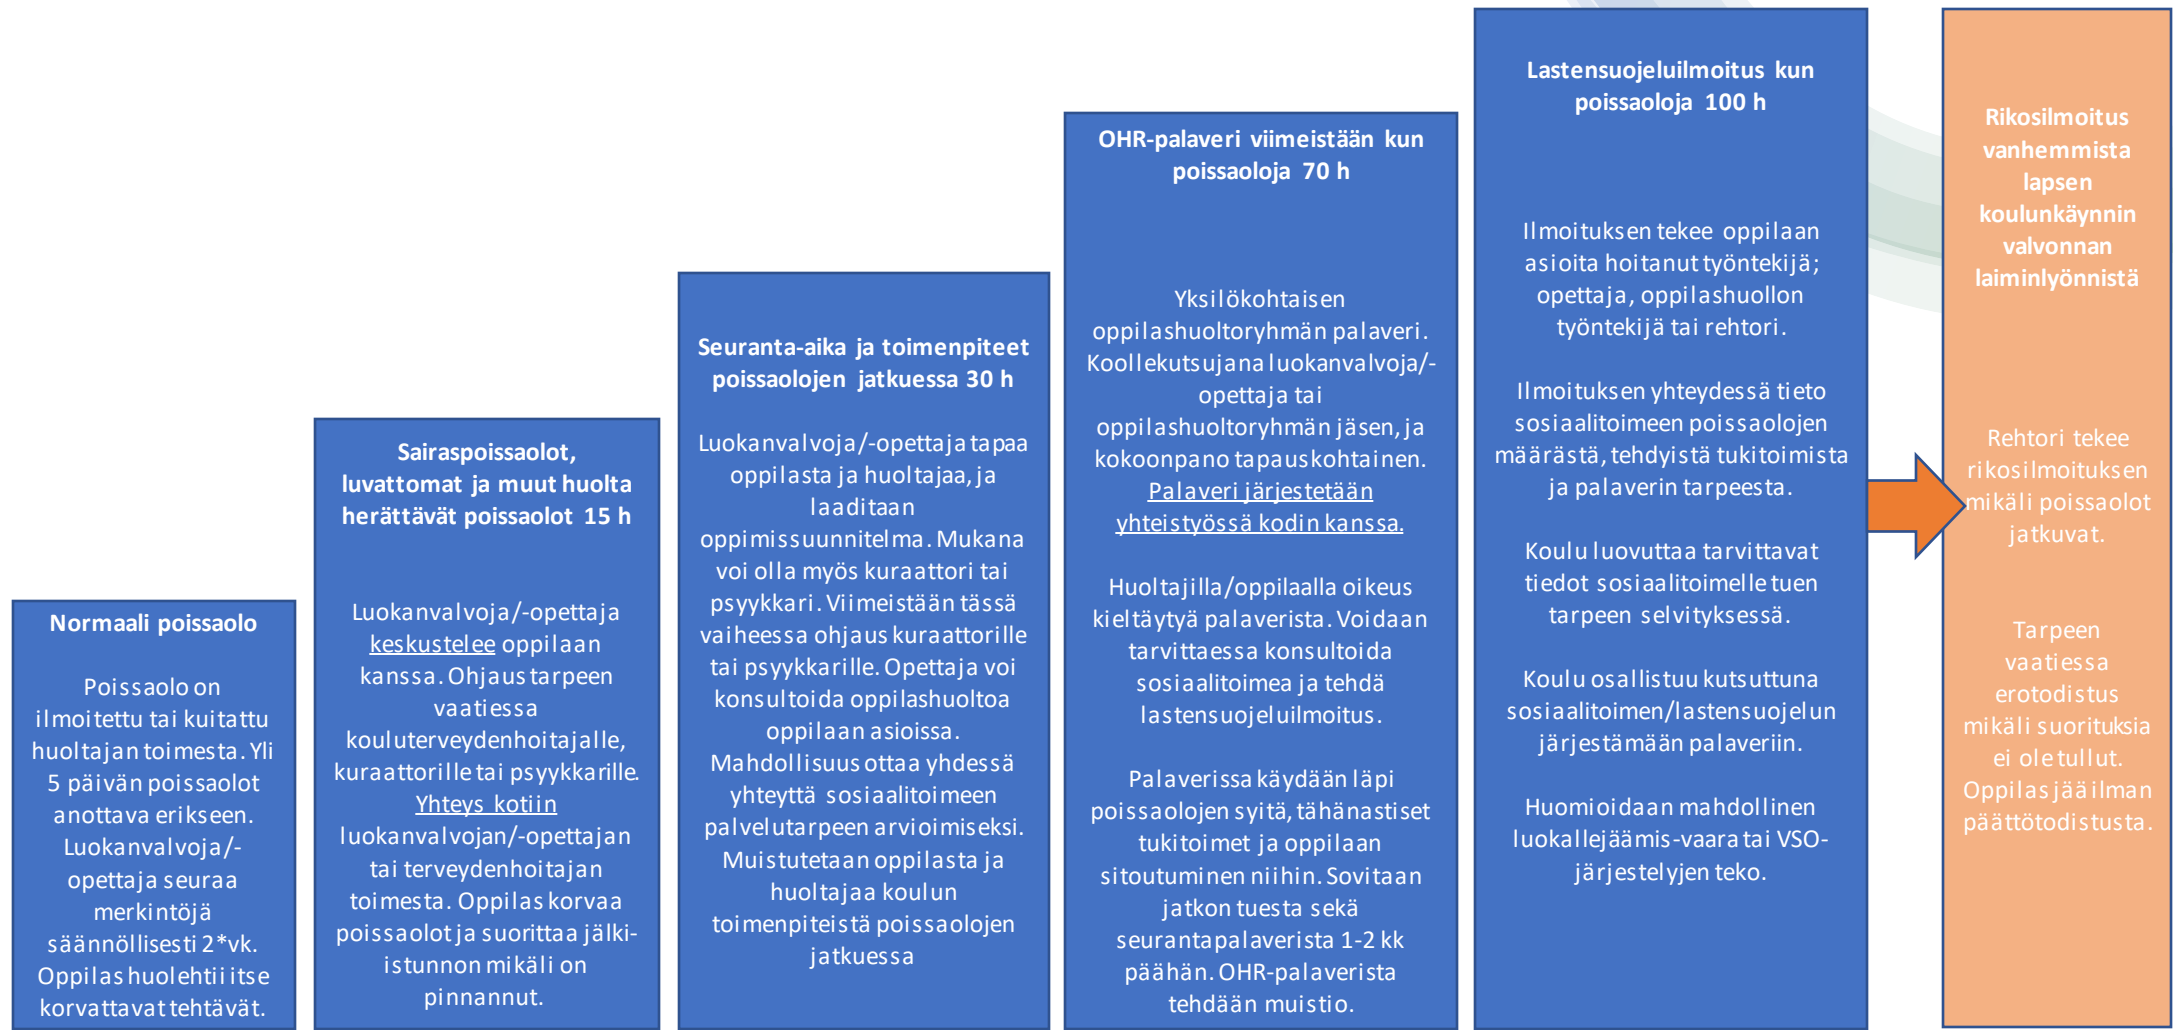 Normaali poissaolo
Poissaolo on
ilmoitettu tai kuitattu
huoltajan toimesta. Yli
5 päivän poissaolot
anottava erikseen.
Luokanvalvoja/-
opettaja seuraa
merkintöjä
säännöllisesti 2*vk.
Oppilas huolehtii itse
korvattavat tehtävät.
Sairaspoissaolot,
luvattomat ja muut huolta
herättävät poissaolot 15 h
Luokanvalvoja/-opettaja
keskustelee oppilaan
kanssa. Ohjaus tarpeen
vaatiessa
kouluterveydenhoitajalle,
kuraattorille tai psyykkarille.
Yhteys kotiin
luokanvalvojan/-opettajan
tai terveydenhoitajan
toimesta. Oppilas korvaa
poissaolot ja suorittaa jälki-
istunnon mikäli on
pinnannut.
Seuranta-aika ja toimenpiteet
poissaolojen jatkuessa 30 h
Luokanvalvoja/-opettaja tapaa
oppilasta ja huoltajaa, ja
laaditaan
oppimissuunnitelma. Mukana
voi olla myös kuraattori tai
psyykkari. Viimeistään tässä
vaiheessa ohjaus kuraattorille
tai psyykkarille. Opettaja voi
konsultoida oppilashuoltoa
oppilaan asioissa.
Mahdollisuus ottaa yhdessä
yhteyttä sosiaalitoimeen
palvelutarpeen arvioimiseksi.
Muistutetaan oppilasta ja
huoltajaa koulun
toimenpiteistä poissaolojen
jatkuessa
OHR-palaveri viimeistään kun
poissaoloja 70 h
Yksilökohtaisen
oppilashuoltoryhmän palaveri.
Koollekutsujana luokanvalvoja/-
opettaja tai
oppilashuoltoryhmän jäsen, ja
kokoonpano tapauskohtainen.
Palaveri järjestetään
yhteistyössä kodin kanssa.
Huoltajilla/oppilaalla oikeus
kieltäytyä palaverista. Voidaan
tarvittaessa konsultoida
sosiaalitoimea ja tehdä
lastensuojeluilmoitus.
Palaverissa käydään läpi
poissaolojen syitä, tähänastiset
tukitoimet ja oppilaan
sitoutuminen niihin. Sovitaan
jatkon tuesta sekä
seurantapalaverista 1-2 kk
päähän. OHR-palaverista
tehdään muistio.
Lastensuojeluilmoitus kun
poissaoloja 100 h
Ilmoituksen tekee oppilaan
asioita hoitanut työntekijä;
opettaja, oppilashuollon
työntekijä tai rehtori.
Ilmoituksen yhteydessä tieto
sosiaalitoimeen poissaolojen
määrästä, tehdyistä tukitoimista
ja palaverin tarpeesta.
Koulu luovuttaa tarvittavat
tiedot sosiaalitoimelle tuen
tarpeen selvityksessä.
Koulu osallistuu kutsuttuna
sosiaalitoimen/lastensuojelun
järjestämään palaveriin.
Huomioidaan mahdollinen
luokallejäämis-vaara tai VSO-
järjestelyjen teko.
Rikosilmoitus
vanhemmista
lapsen
koulunkäynnin
valvonnan
laiminlyönnistä
Rehtori tekee
rikosilmoituksen
mikäli poissaolot
jatkuvat.
Tarpeen
vaatiessa
erotodistus
mikäli suorituksia
ei ole tullut.
Oppilas jää ilman
päättötodistusta.